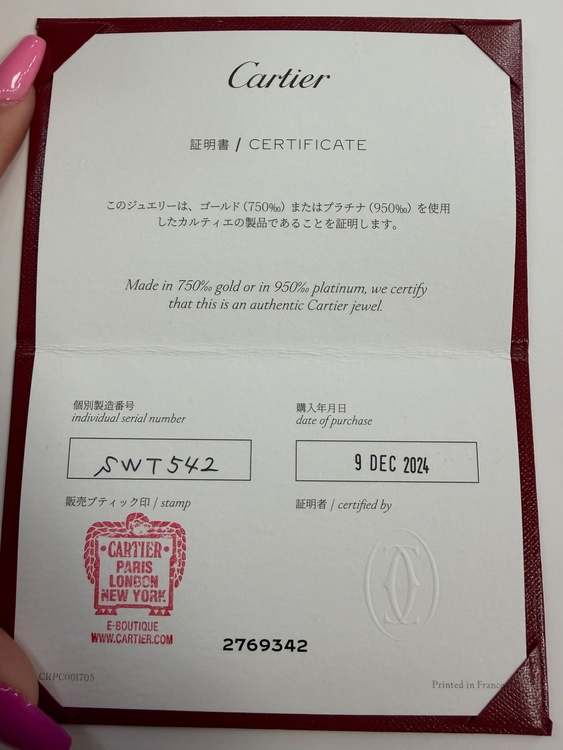 Cartier
証明書 / CERTIFICATE
このジュエリーは、ゴールド（750‰）またはプラチナ（950‰）を使用
したカルティエの製品であることを証明します。
Made in 750‰ gold or in 950‰ platinum, we certify
that this is an authentic Cartier jewel.
個別製造番号
individual serial number
SWT542
購入年月日
date of purchase
9 DEC 2024
販売ブティック印 / stamp
CARTIER
PARIS
LONDON
NEW YORK
E-BOUTIQUE
WWW.CARTIER.COM
証明者 / certified by
2769342
CRPC001705
Printed in France